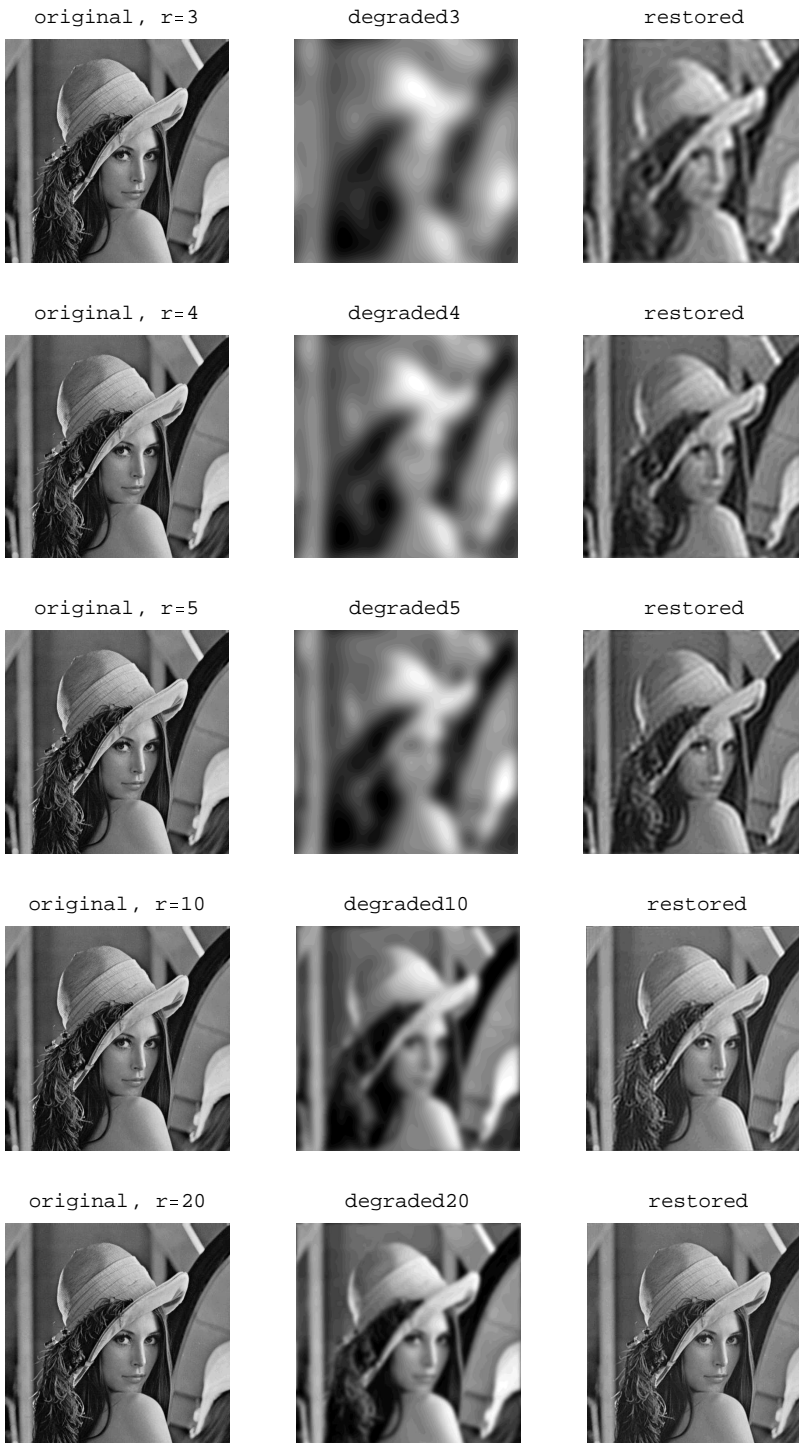 original, r=3 degraded3 restored
original, r=4 degraded4 restored
original, r=5 degraded5 restored
original, r=10 degraded10 restored
original, r=20 degraded20 restored